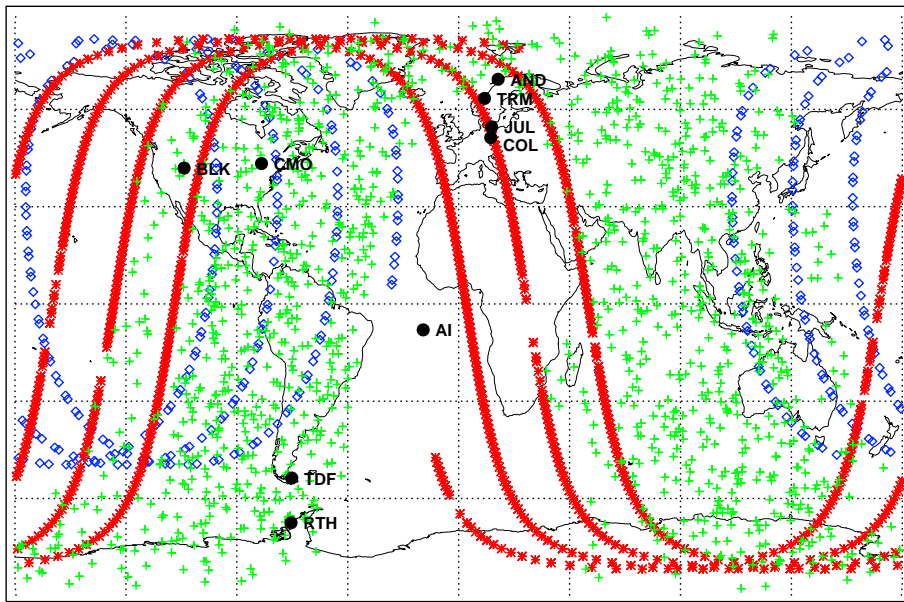 AND
TRM
JUL
COL
BLK
CMO
AI
TDF
RTH